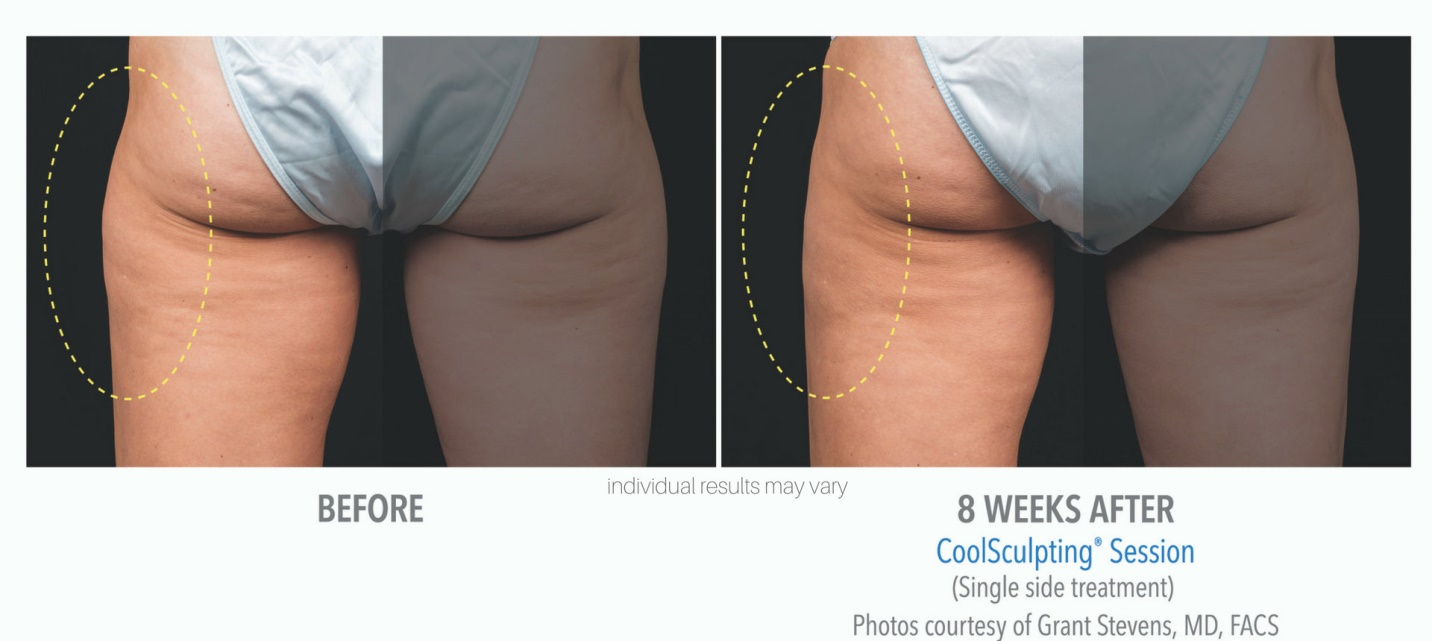 individual results may vary
BEFORE
8 WEEKS AFTER
CoolSculpting® Session
(Single side treatment)
Photos courtesy of Grant Stevens, MD, FACS